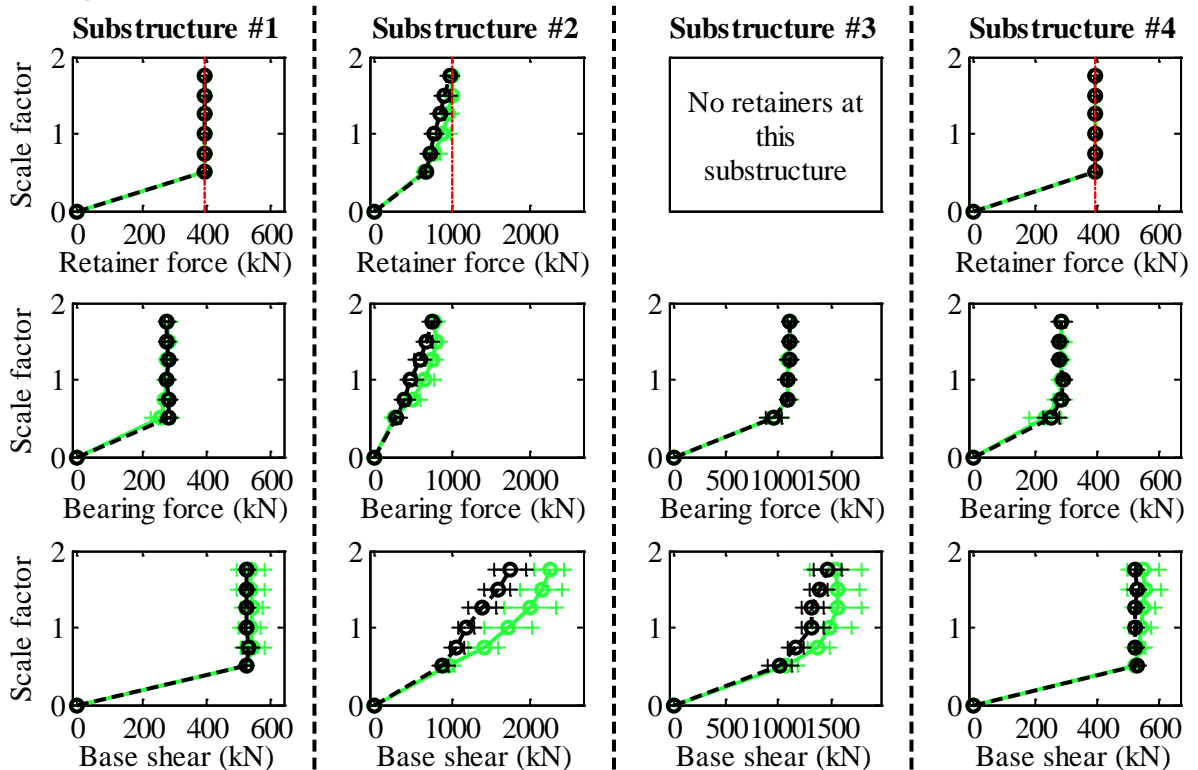 Substructure #1 Substructure #2 Substructure #3 Substructure #4
Scale factor
2
1
0
0 200 400 600
Retainer force (kN)
2
1
0
0 1000 2000
Retainer force (kN)
No retainers at
this
substructure
2
1
0
0 200 400 600
Retainer force (kN)
Scale factor
2
1
0
0 200 400 600
Bearing force (kN)
2
1
0
0 1000 2000
Bearing force (kN)
2
1
0
0 500 1000 1500
Bearing force (kN)
2
1
0
0 200 400 600
Bearing force (kN)
Scale factor
2
1
0
0 200 400 600
Base shear (kN)
2
1
0
0 1000 2000
Base shear (kN)
2
1
0
0 500 1000 1500
Base shear (kN)
2
1
0
0 200 400 600
Base shear (kN)